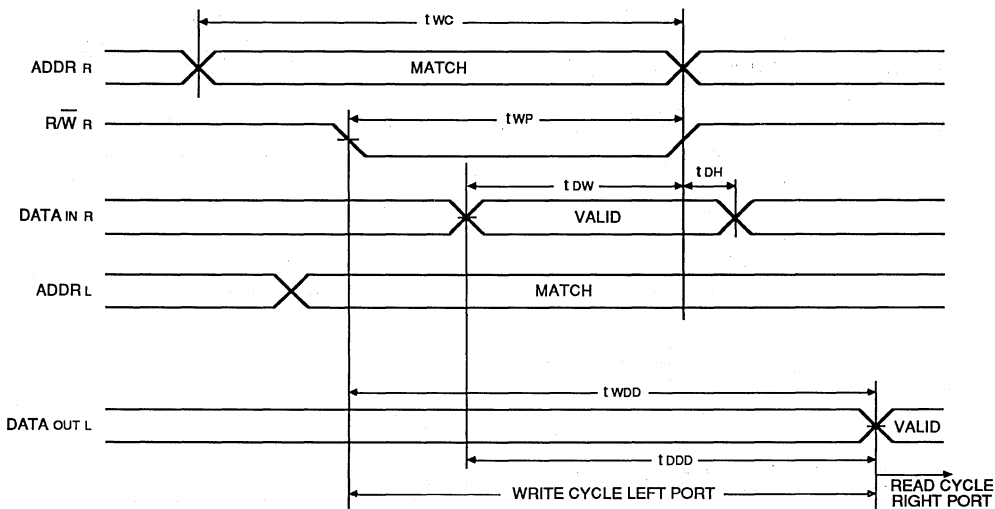 t WC
ADDR R
MATCH
R/W̅ R
t WP
t DW
t DH
DATA IN R
VALID
ADDR L
MATCH
t WDD
DATA OUT L
VALID
t DDD
WRITE CYCLE LEFT PORT
READ CYCLE
RIGHT PORT